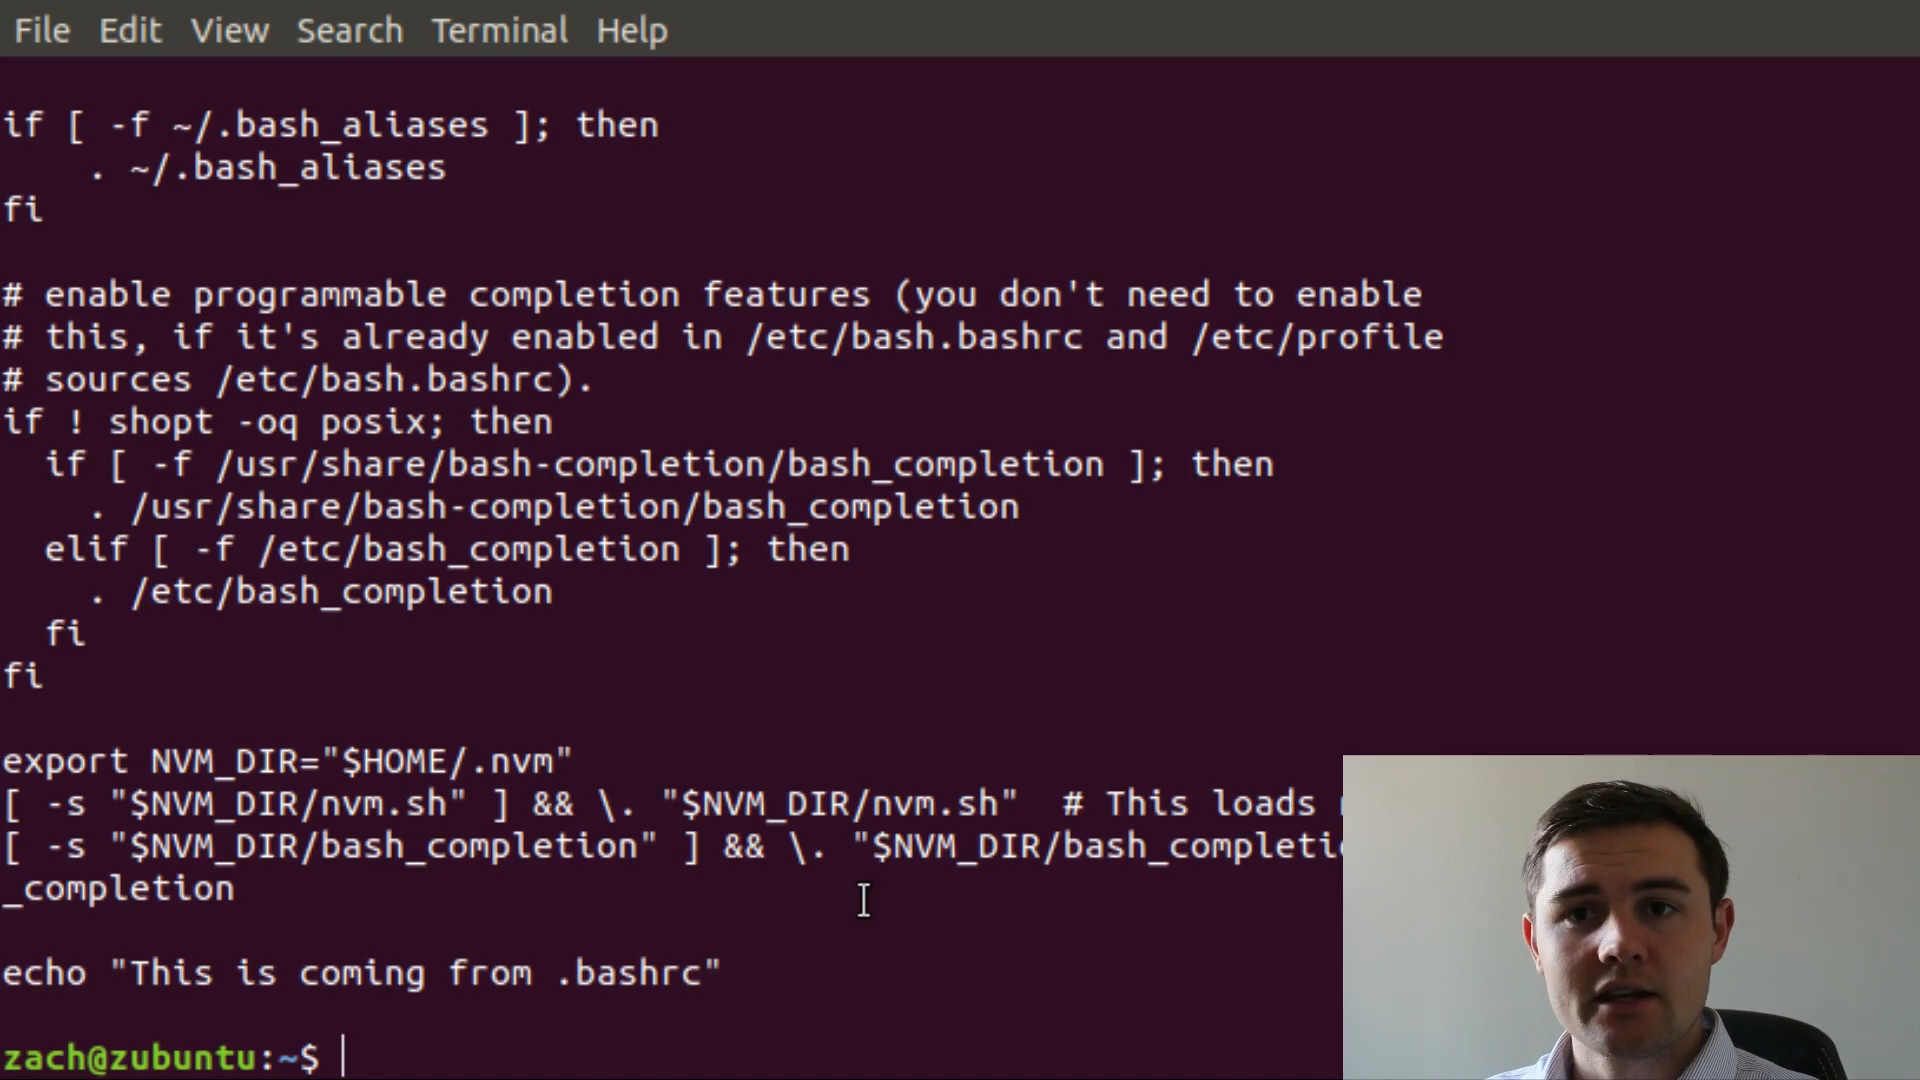 File Edit View Search Terminal Help
if [ -f ~/.bash_aliases ]; then
    . ~/.bash_aliases
fi
# enable programmable completion features (you don't need to enable
# this, if it's already enabled in /etc/bash.bashrc and /etc/profile
# sources /etc/bash.bashrc).
if ! shopt -oq posix; then
  if [ -f /usr/share/bash-completion/bash_completion ]; then
    . /usr/share/bash-completion/bash_completion
  elif [ -f /etc/bash_completion ]; then
    . /etc/bash_completion
  fi
fi
export NVM_DIR="$HOME/.nvm"
[ -s "$NVM_DIR/nvm.sh" ] && \. "$NVM_DIR/nvm.sh"  # This loads
[ -s "$NVM_DIR/bash_completion" ] && \. "$NVM_DIR/bash_completi
_completion
echo "This is coming from .bashrc"
zach@zubuntu:~$